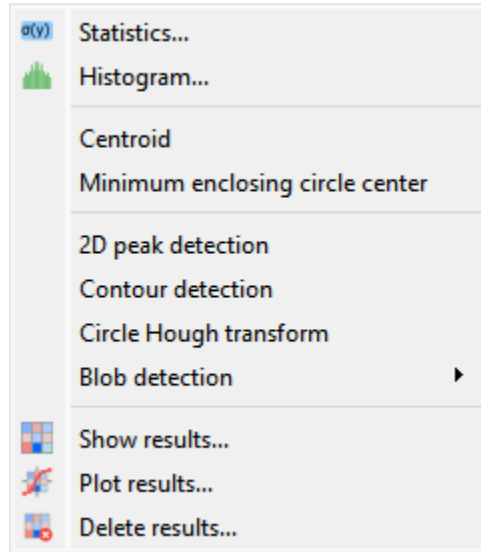 σ(y) Statistics...
Histogram...
Centroid
Minimum enclosing circle center
2D peak detection
Contour detection
Circle Hough transform
Blob detection
Show results...
Plot results...
Delete results...